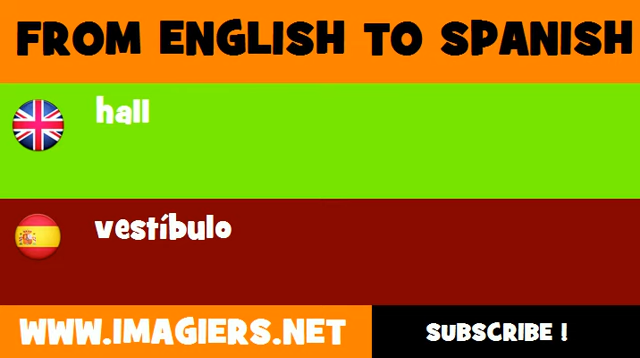 FROM ENGLISH TO SPANISH
hall
vestíbulo
WWW.IMAGIERS.NET
SUBSCRIBE !